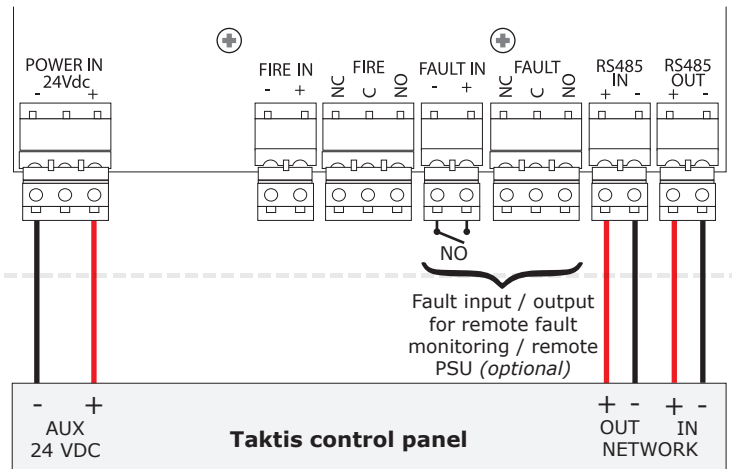 POWER IN
24Vdc
- +
FIRE IN
- +
FIRE
NC C NO
FAULT IN
- +
FAULT
NC C NO
RS485
IN
+ -
RS485
OUT
+ -
NO
Fault input / output
for remote fault
monitoring / remote
PSU (optional)
- +
AUX
24 VDC
Taktis control panel
+ - + -
OUT IN
NETWORK